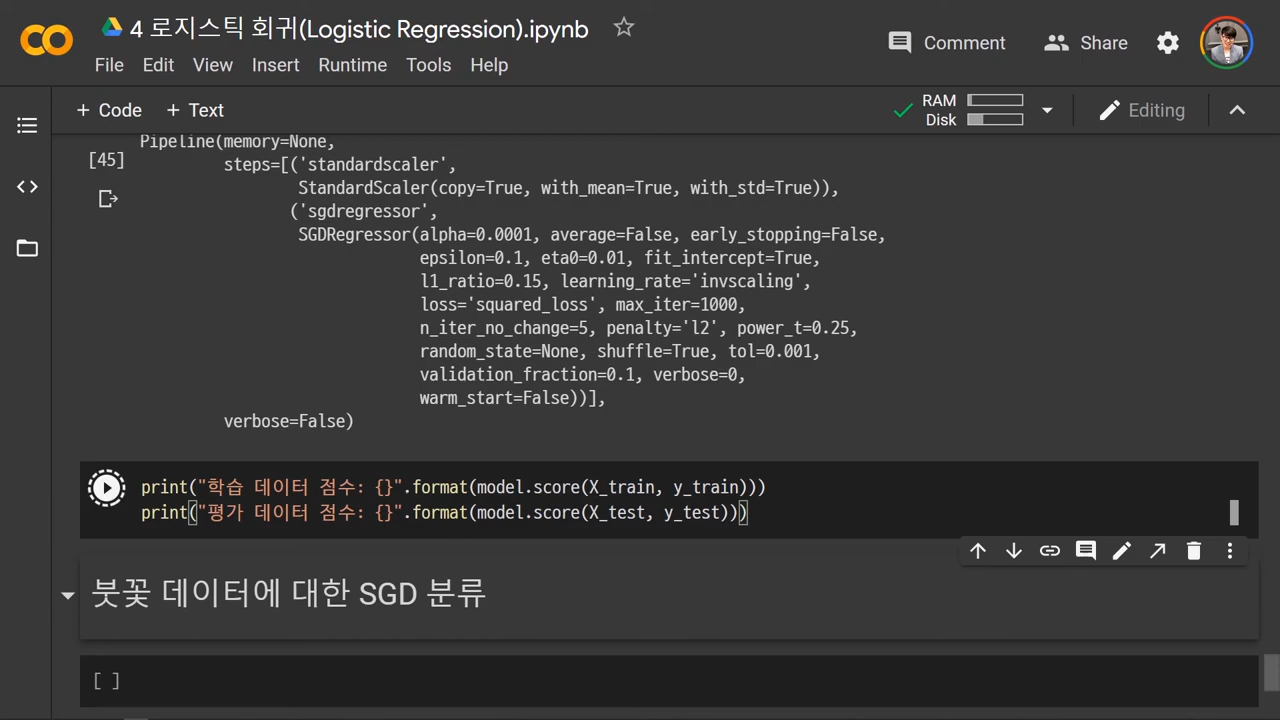 4 로지스틱 회귀(Logistic Regression).ipynb
Comment
Share
File Edit View Insert Runtime Tools Help
+ Code + Text
RAM
Disk
Editing
Pipeline(memory=None,
[45]
steps=[('standardscaler',
StandardScaler(copy=True, with_mean=True, with_std=True)),
('sgdregressor',
SGDRegressor(alpha=0.0001, average=False, early_stopping=False,
epsilon=0.1, eta0=0.01, fit_intercept=True,
l1_ratio=0.15, learning_rate='invscaling',
loss='squared_loss', max_iter=1000,
n_iter_no_change=5, penalty='l2', power_t=0.25,
random_state=None, shuffle=True, tol=0.001,
validation_fraction=0.1, verbose=0,
warm_start=False))],
verbose=False)
print("학습 데이터 점수: {}".format(model.score(X_train, y_train)))
print("평가 데이터 점수: {}".format(model.score(X_test, y_test)))
붓꽃 데이터에 대한 SGD 분류
[ ]